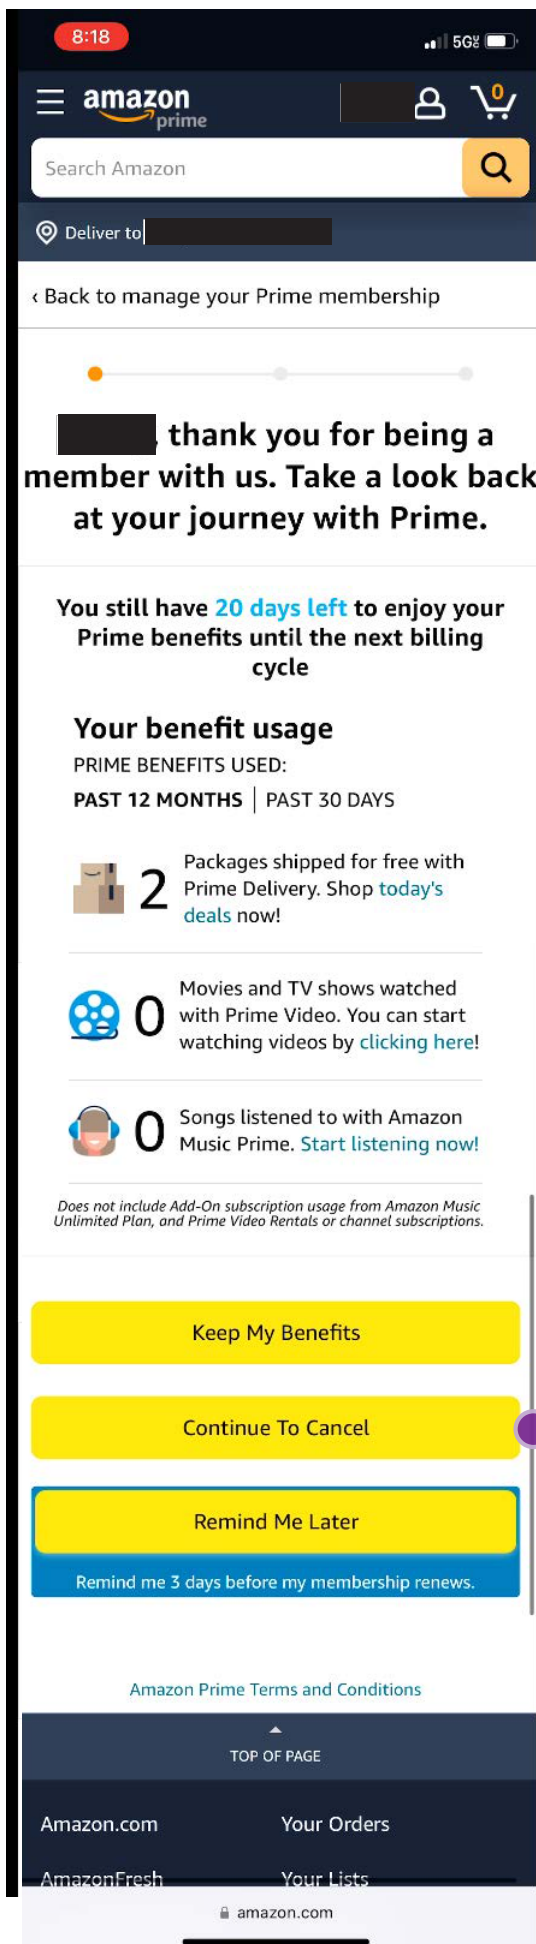 8:18
5G
amazon
prime
0
Search Amazon
Deliver to
‹ Back to manage your Prime membership
, thank you for being a
member with us. Take a look back
at your journey with Prime.
You still have 20 days left to enjoy your
Prime benefits until the next billing
cycle
Your benefit usage
PRIME BENEFITS USED:
PAST 12 MONTHS | PAST 30 DAYS
2
Packages shipped for free with
Prime Delivery. Shop today's
deals now!
0
Movies and TV shows watched
with Prime Video. You can start
watching videos by clicking here!
0
Songs listened to with Amazon
Music Prime. Start listening now!
Does not include Add-On subscription usage from Amazon Music
Unlimited Plan, and Prime Video Rentals or channel subscriptions.
Keep My Benefits
Continue To Cancel
Remind Me Later
Remind me 3 days before my membership renews.
Amazon Prime Terms and Conditions
TOP OF PAGE
Amazon.com Your Orders
AmazonFresh Your Lists
amazon.com